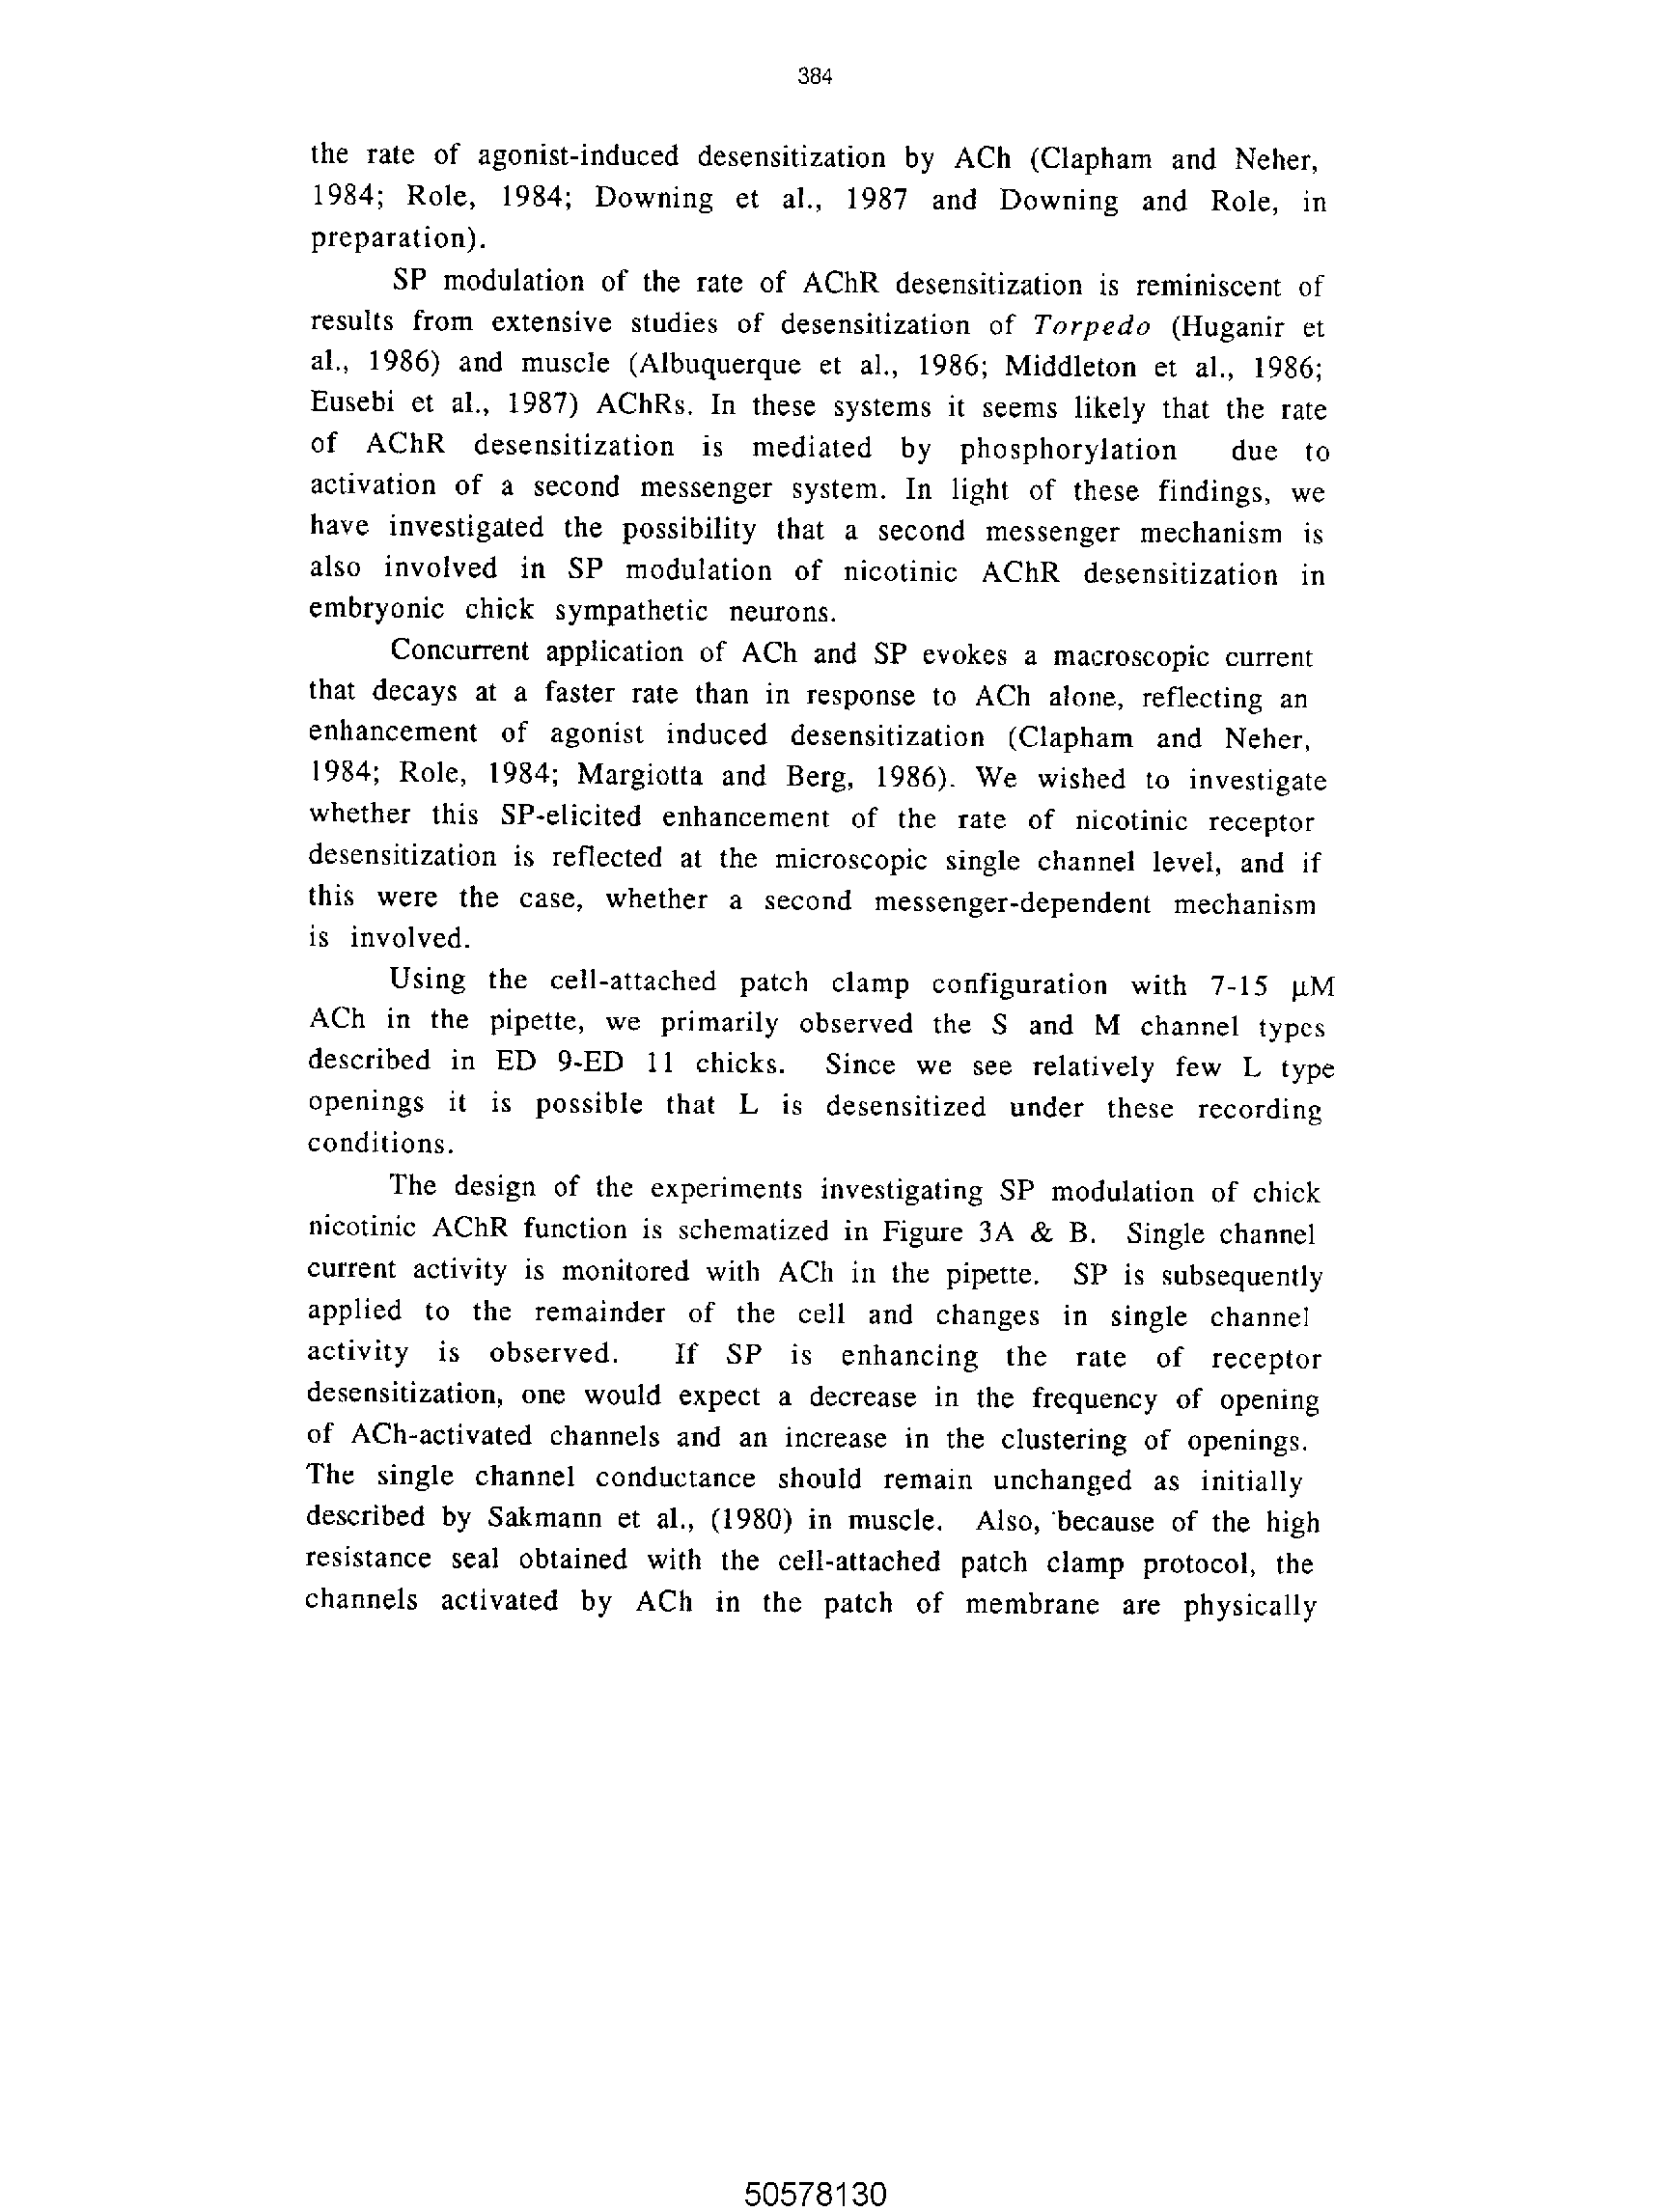 384
the rate of agonist-induced desensitization by ACh (Clapham and Neher,
1984; Role, 1984; Downing et al., 1987 and Downing and Role, in
preparation).
SP modulation of the rate of AChR desensitization is reminiscent of
results from extensive studies of desensitization of Torpedo (Huganir et
al., 1986) and muscle (Albuquerque et al., 1986; Middleton et al., 1986;
Eusebi et al., 1987) AChRs. In these systems it seems likely that the rate
of AChR desensitization is mediated by phosphorylation due to
activation of a second messenger system. In light of these findings, we
have investigated the possibility that a second messenger mechanism is
also involved in SP modulation of nicotinic AChR desensitization in
embryonic chick sympathetic neurons.
Concurrent application of ACh and SP evokes a macroscopic current
that decays at a faster rate than in response to ACh alone, reflecting an
enhancement of agonist induced desensitization (Clapham and Neher,
1984; Role, 1984; Margiotta and Berg, 1986). We wished to investigate
whether this SP-elicited enhancement of the rate of nicotinic receptor
desensitization is reflected at the microscopic single channel level, and if
this were the case, whether a second messenger-dependent mechanism
is involved.
Using the cell-attached patch clamp configuration with 7-15 µM
ACh in the pipette, we primarily observed the S and M channel types
described in ED 9-ED 11 chicks. Since we see relatively few L type
openings it is possible that L is desensitized under these recording
conditions.
The design of the experiments investigating SP modulation of chick
nicotinic AChR function is schematized in Figure 3A & B. Single channel
current activity is monitored with ACh in the pipette. SP is subsequently
applied to the remainder of the cell and changes in single channel
activity is observed. If SP is enhancing the rate of receptor
desensitization, one would expect a decrease in the frequency of opening
of ACh-activated channels and an increase in the clustering of openings.
The single channel conductance should remain unchanged as initially
described by Sakmann et al., (1980) in muscle. Also, because of the high
resistance seal obtained with the cell-attached patch clamp protocol, the
channels activated by ACh in the patch of membrane are physically
50578130